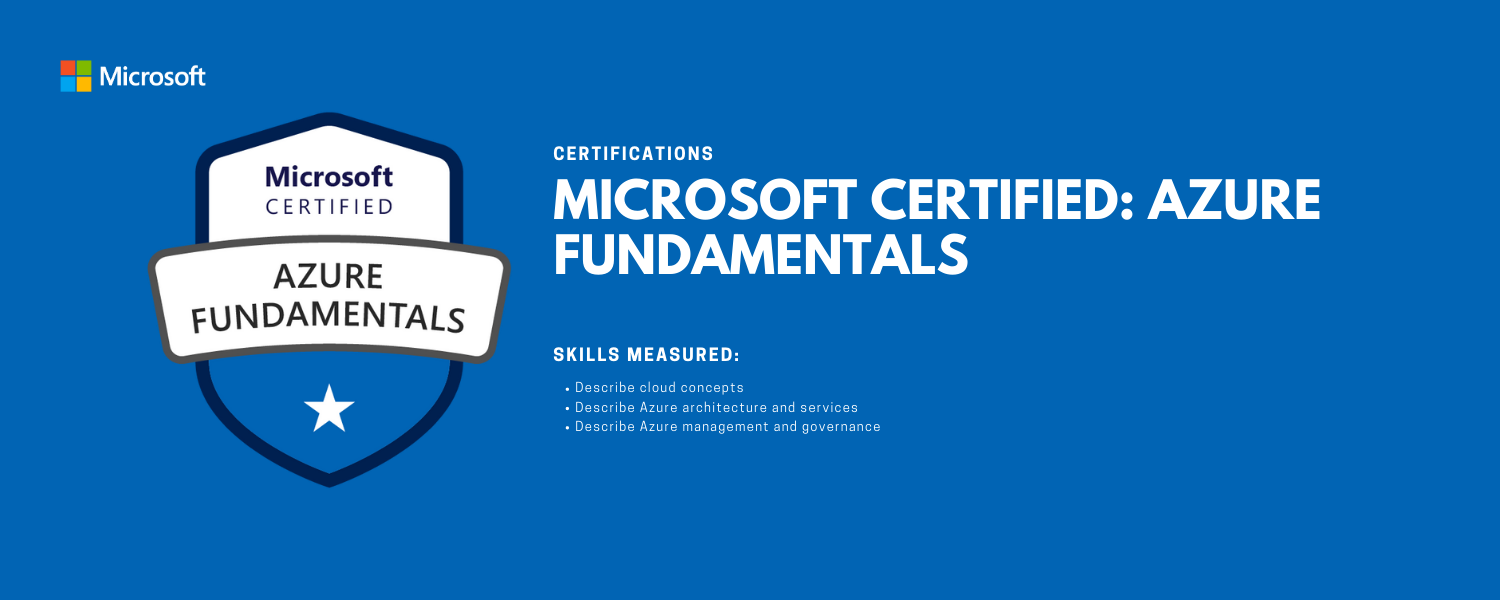 Microsoft
Microsoft
CERTIFIED
AZURE
FUNDAMENTALS
CERTIFICATIONS
MICROSOFT CERTIFIED: AZURE
FUNDAMENTALS
SKILLS MEASURED:
• Describe cloud concepts
• Describe Azure architecture and services
• Describe Azure management and governance